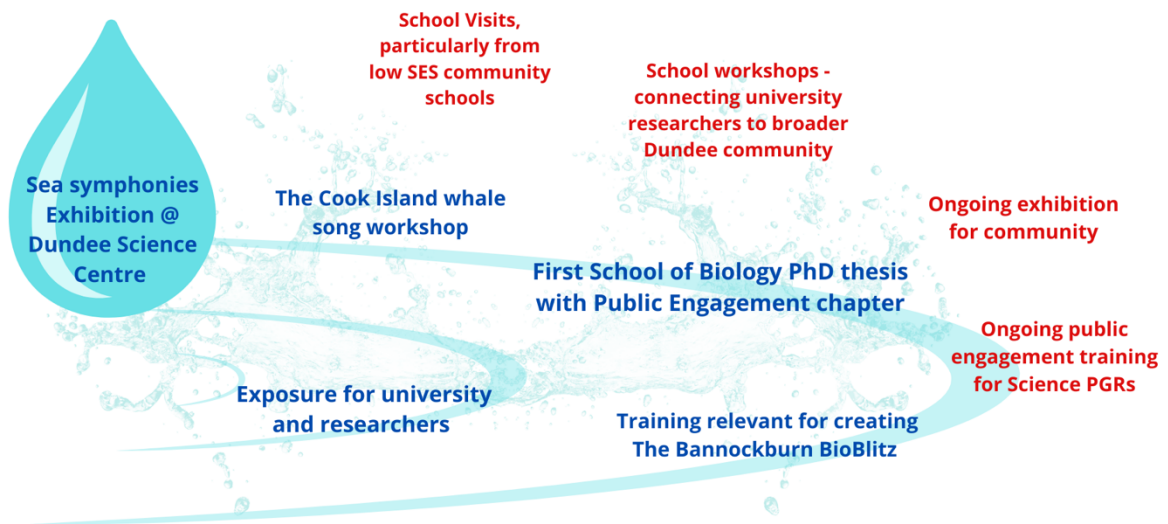 School Visits,
particularly from
low SES community
schools
School workshops -
connecting university
researchers to broader
Dundee community
Sea symphonies
Exhibition @
Dundee Science
Centre
The Cook Island whale
song workshop
Ongoing exhibition
for community
First School of Biology PhD thesis
with Public Engagement chapter
Ongoing public
engagement training
for Science PGRs
Exposure for university
and researchers
Training relevant for creating
The Bannockburn BioBlitz